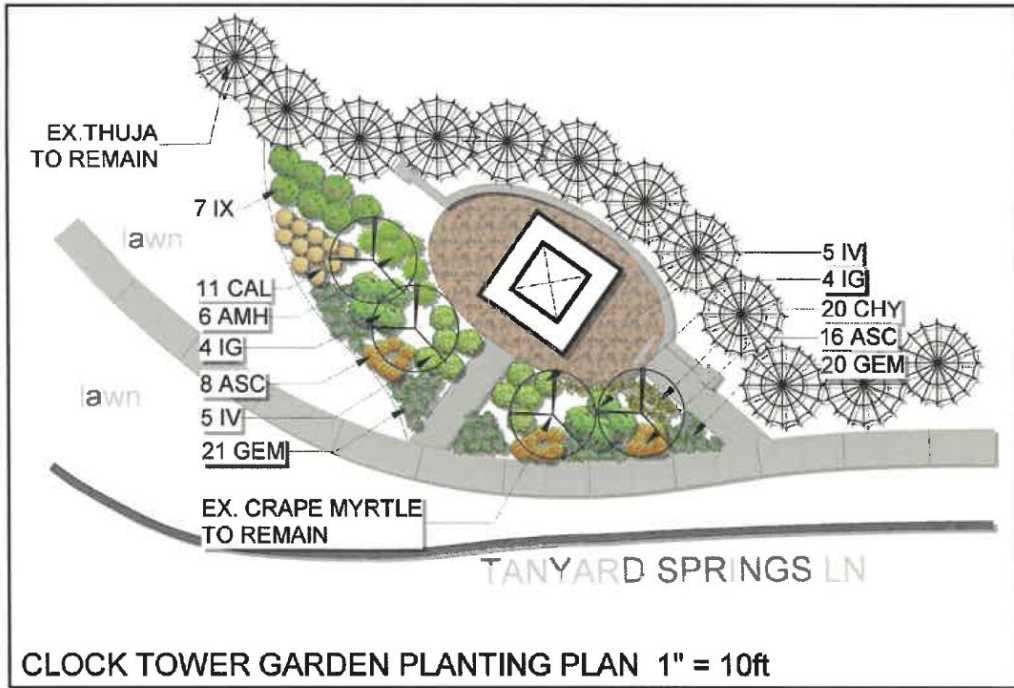 EX.THUJA
TO REMAIN
7 IX
lawn
11 CAL
6 AMH
4 IG
8 ASC
lawn
5 IV
21 GEM
5 IV
4 IG
20 CHY
16 ASC
20 GEM
EX. CRAPE MYRTLE
TO REMAIN
TANYARD SPRINGS LN
CLOCK TOWER GARDEN PLANTING PLAN 1" = 10ft